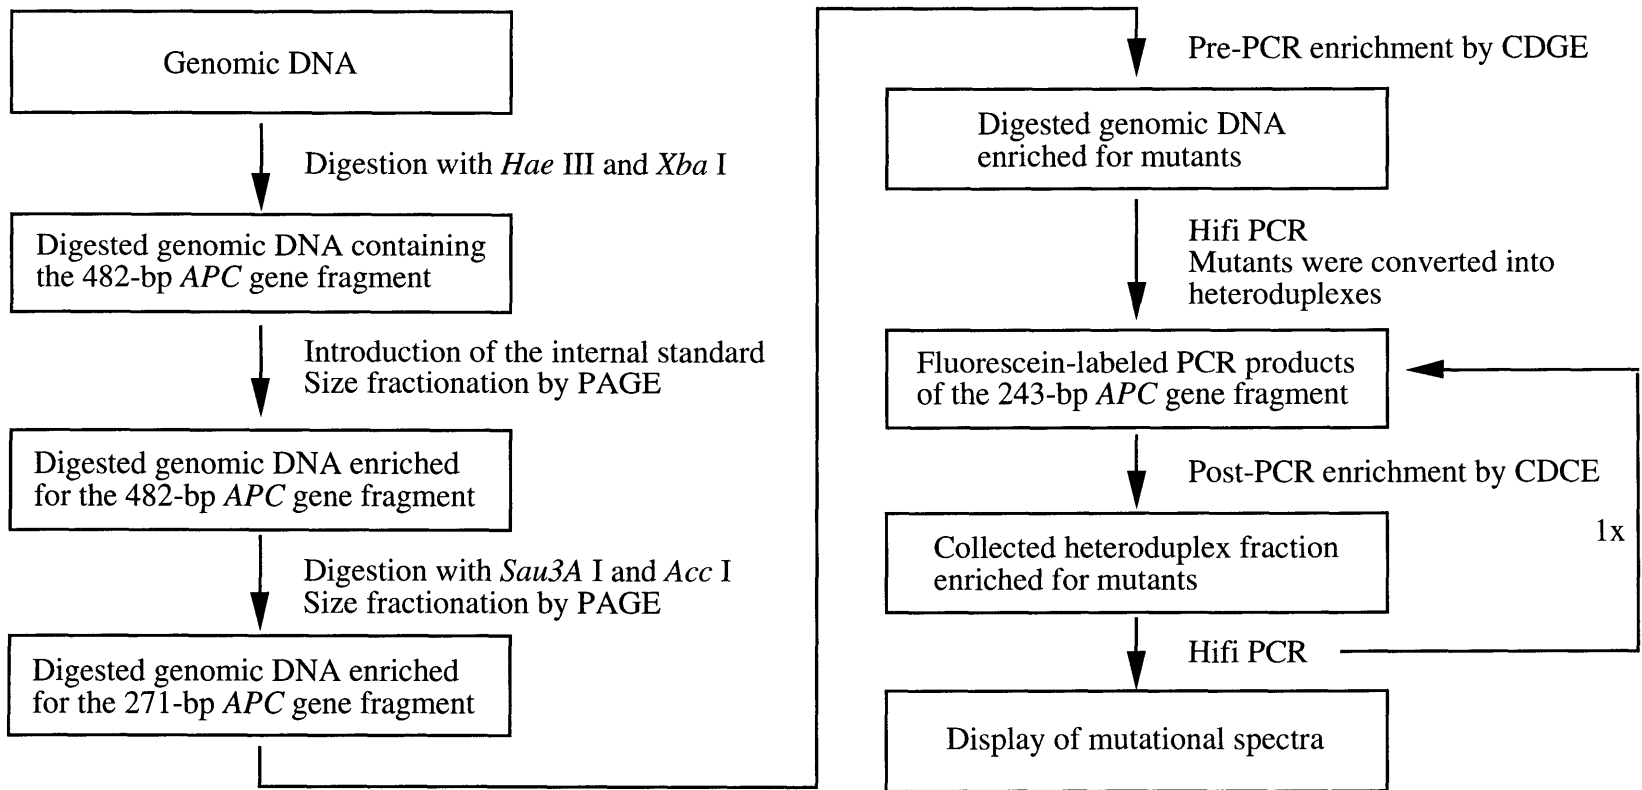 Genomic DNA
Digestion with Hae III and Xba I
Digested genomic DNA containing
the 482-bp APC gene fragment
Introduction of the internal standard
Size fractionation by PAGE
Digested genomic DNA enriched
for the 482-bp APC gene fragment
Digestion with Sau3A I and Acc I
Size fractionation by PAGE
Digested genomic DNA enriched
for the 271-bp APC gene fragment
Pre-PCR enrichment by CDGE
Digested genomic DNA
enriched for mutants
Hifi PCR
Mutants were converted into
heteroduplexes
Fluorescein-labeled PCR products
of the 243-bp APC gene fragment
Post-PCR enrichment by CDCE
1x
Collected heteroduplex fraction
enriched for mutants
Hifi PCR
Display of mutational spectra